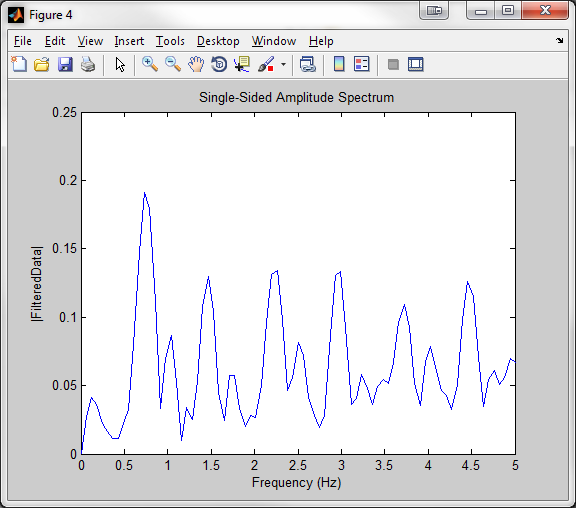 Figure 4
File Edit View Insert Tools Desktop Window Help
Single-Sided Amplitude Spectrum
0.25
0.2
0.15
0.1
0.05
0
|FilteredData|
0 0.5 1 1.5 2 2.5 3 3.5 4 4.5 5
Frequency (Hz)